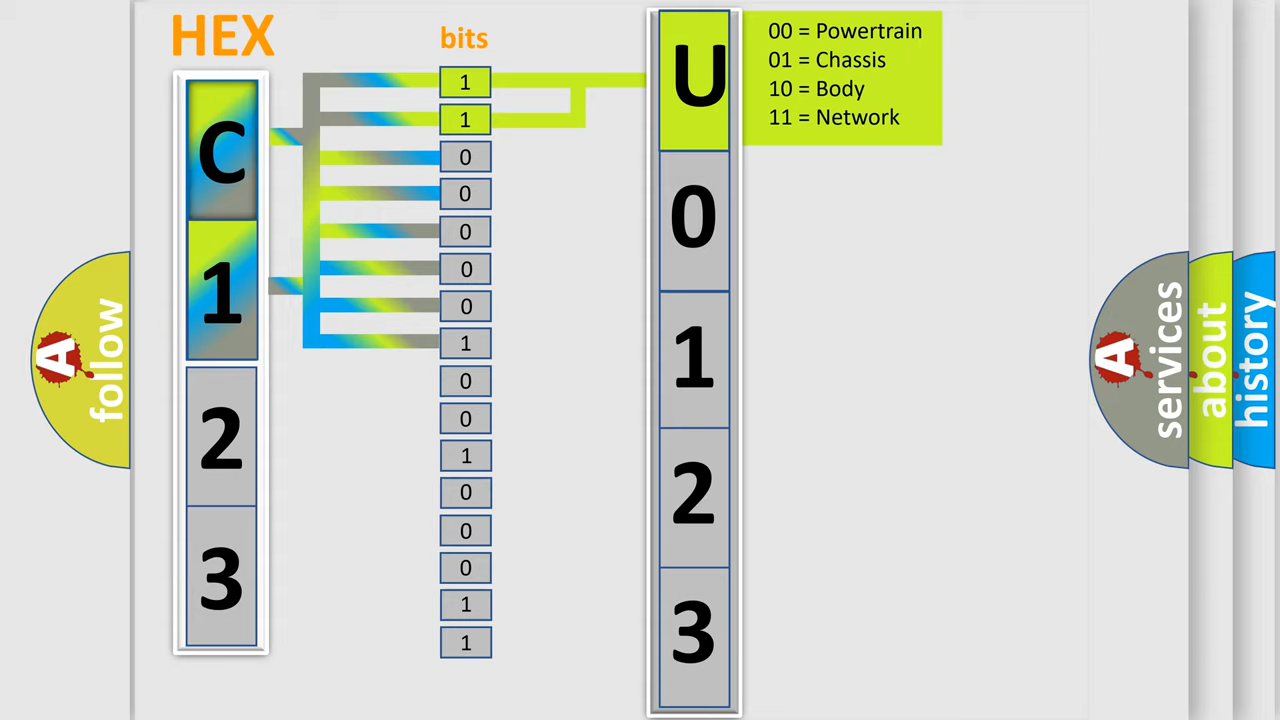 HEX
bits
C
1
2
3
1
1
0
0
0
0
0
1
0
0
1
0
0
0
1
1
U
0
1
2
3
00 = Powertrain
01 = Chassis
10 = Body
11 = Network
A
follow
A
services
about
history